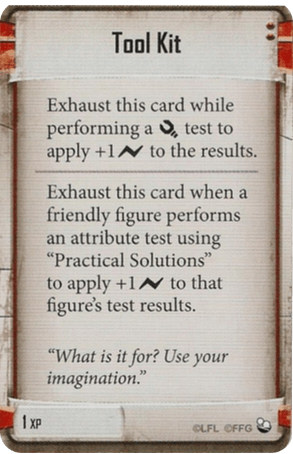 Tool Kit
Exhaust this card while
performing a test to
apply +1 to the results.
Exhaust this card when a
friendly figure performs
an attribute test using
“Practical Solutions”
to apply +1 to that
figure's test results.
“What is it for? Use your
imagination.”
1 XP
©LFL ©FFG